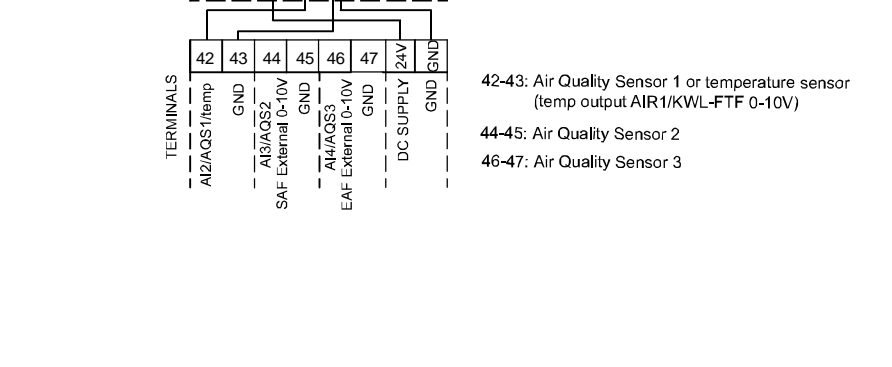 42 43 44 45 46 47 24V GND
TERMINALS
AI2/AQS1/temp
GND
AI3/AQS2
SAF External 0-10V
GND
AI4/AQS3
EAF External 0-10V
GND
DC SUPPLY
GND
42-43: Air Quality Sensor 1 or temperature sensor
(temp output AIR1/KWL-FTF 0-10V)
44-45: Air Quality Sensor 2
46-47: Air Quality Sensor 3